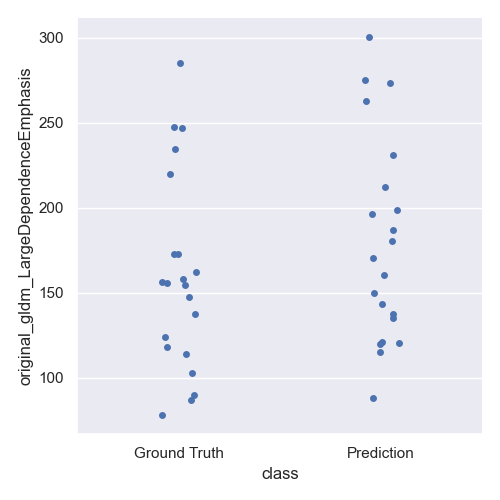 300
250
200
150
100
original_gldm_LargeDependenceEmphasis
Ground Truth
Prediction
class